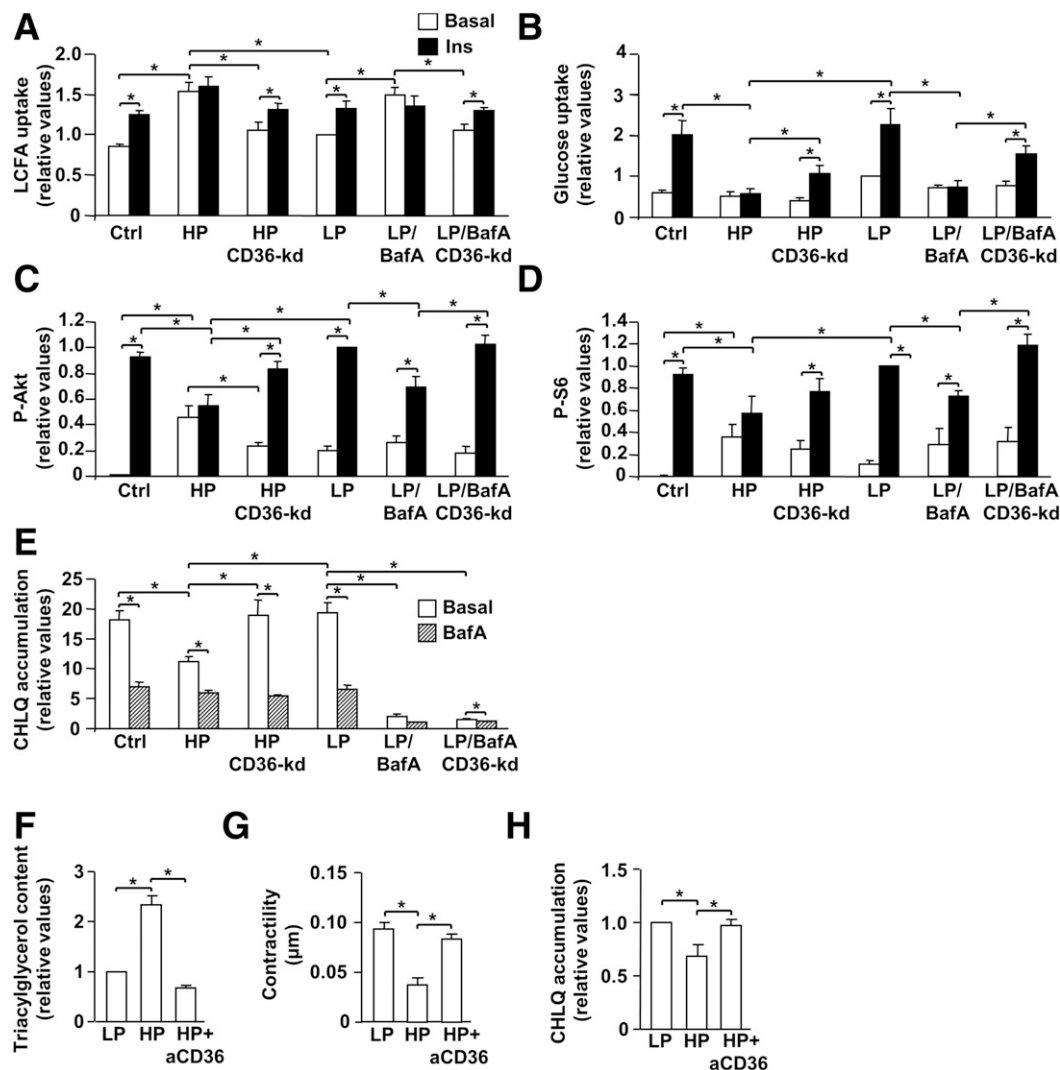 A
Basal
Ins
LCFA uptake
(relative values)
2.0
1.5
1.0
0.5
0
* * * * * * * * *
Ctrl HP HP LP LP/ LP/BafA
CD36-kd BafA CD36-kd
B
Glucose uptake
(relative values)
4
3
2
1
0
* * * * * * * * *
Ctrl HP HP LP LP/ LP/BafA
CD36-kd BafA CD36-kd
C
P-Akt
(relative values)
1.2
1.0
0.8
0.6
0.4
0.2
0
* * * * * * * * * * * *
Ctrl HP HP LP LP/ LP/BafA
CD36-kd BafA CD36-kd
D
P-S6
(relative values)
1.4
1.2
1.0
0.8
0.6
0.4
0.2
0
* * * * * * * * * *
Ctrl HP HP LP LP/ LP/BafA
CD36-kd BafA CD36-kd
E
Basal
BafA
CHLQ accumulation
(relative values)
25
20
15
10
5
0
* * * * * * * * * *
Ctrl HP HP LP LP/ LP/BafA
CD36-kd BafA CD36-kd
F
Triacylglycerol content
(relative values)
3
2
1
0
* *
LP HP HP+
aCD36
G
Contractility
(µm)
0.15
0.10
0.05
0
* *
LP HP HP+
aCD36
H
CHLQ accumulation
(relative values)
1.5
1.0
0.5
0
* *
LP HP HP+
aCD36